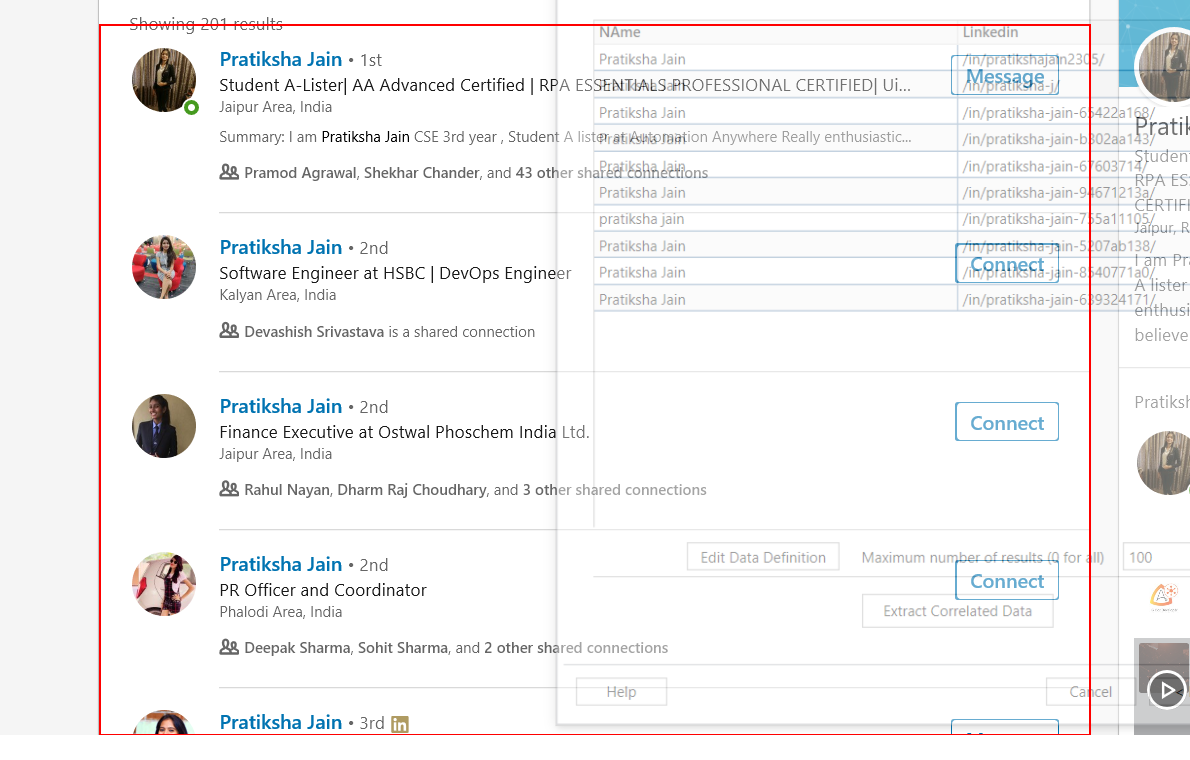 Showing 201 results
Pratiksha Jain • 1st
Student A-Lister| AA Advanced Certified | RPA ESSENTIALS PROFESSIONAL CERTIFIED| Ui...
Jaipur Area, India
Summary: I am Pratiksha Jain CSE 3rd year , Student A lister at Automation Anywhere Really enthusiastic...
Pramod Agrawal, Shekhar Chander, and 43 other shared connections
Message
Pratiksha Jain • 2nd
Software Engineer at HSBC | DevOps Engineer
Kalyan Area, India
Devashish Srivastava is a shared connection
Connect
Pratiksha Jain • 2nd
Finance Executive at Ostwal Phoschem India Ltd.
Jaipur Area, India
Rahul Nayan, Dharm Raj Choudhary, and 3 other shared connections
Connect
Pratiksha Jain • 2nd
PR Officer and Coordinator
Phalodi Area, India
Deepak Sharma, Sohit Sharma, and 2 other shared connections
Connect
Pratiksha Jain • 3rd in
NAme Linkedin
Pratiksha Jain /in/pratikshajain2305/
Pratiksha Jain /in/pratiksha-j/
Pratiksha Jain /in/pratiksha-jain-65422a168/
Pratiksha Jain /in/pratiksha-jain-b302aa143/
Pratiksha Jain /in/pratiksha-jain-67603714/
Pratiksha Jain /in/pratiksha-jain-94671213a/
pratiksha jain /in/pratiksha-jain-755a11105/
Pratiksha Jain /in/pratiksha-jain-5207ab138/
Pratiksha Jain /in/pratiksha-jain-8540771a0/
Pratiksha Jain /in/pratiksha-jain-639324171/
Edit Data Definition Maximum number of results (0 for all) 100
Extract Correlated Data
Help Cancel
Pratik
Student
RPA ES
CERTIFI
Jaipur, R
I am Pra
A lister
enthusi
believe
Pratiksh